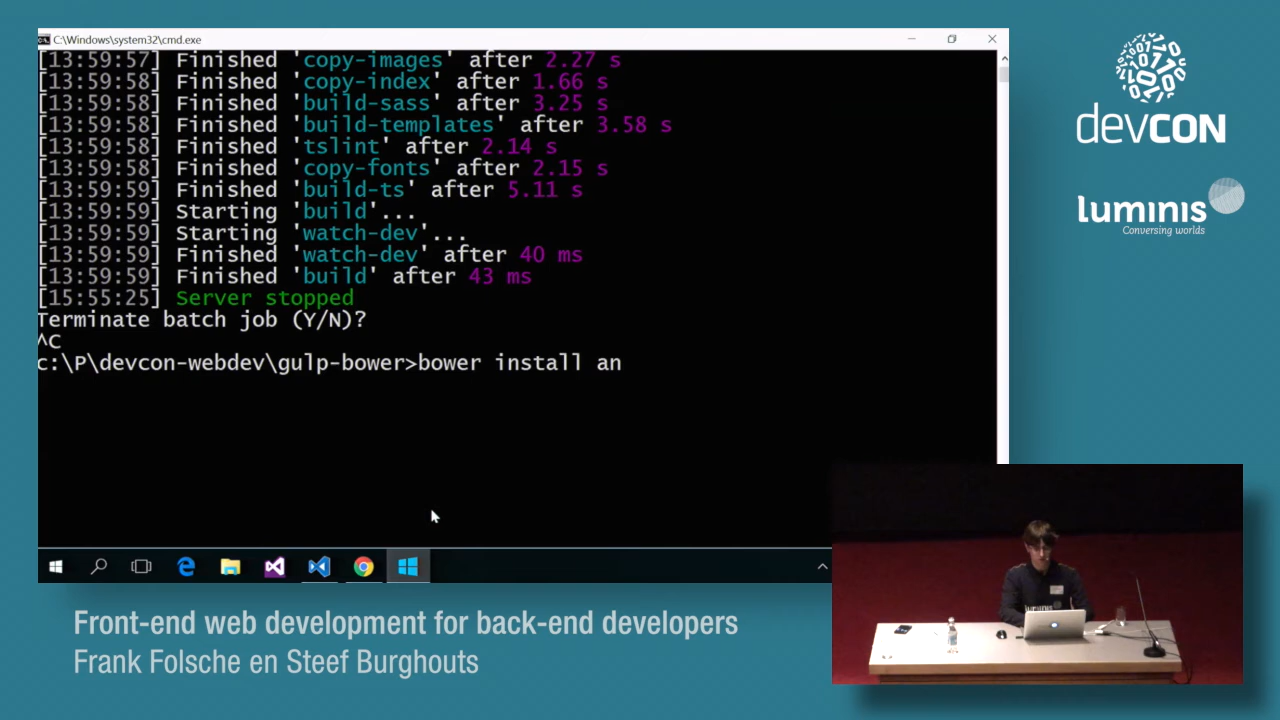 C:\Windows\system32\cmd.exe
[13:59:57] Finished 'copy-images' after 2.27 s
[13:59:58] Finished 'copy-index' after 1.66 s
[13:59:58] Finished 'build-sass' after 3.25 s
[13:59:58] Finished 'build-templates' after 3.58 s
[13:59:58] Finished 'tslint' after 2.14 s
[13:59:58] Finished 'copy-fonts' after 2.15 s
[13:59:59] Finished 'build-ts' after 5.11 s
[13:59:59] Starting 'build'...
[13:59:59] Starting 'watch-dev'...
[13:59:59] Finished 'watch-dev' after 40 ms
[13:59:59] Finished 'build' after 43 ms
[15:55:25] Server stopped
Terminate batch job (Y/N)?
^C
c:\P\devcon-webdev\gulp-bower>bower install an
devCON
luminis
Conversing worlds
Front-end web development for back-end developers
Frank Folsche en Steef Burghouts